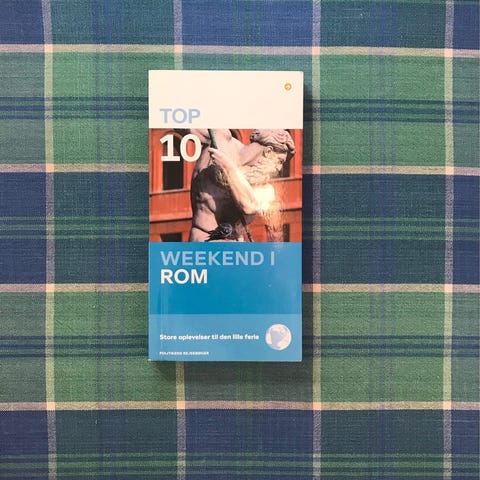 TOP
10
WEEKEND I
ROM
Store oplevelser til den lille ferie
POLITIKENS REJSEBØGER